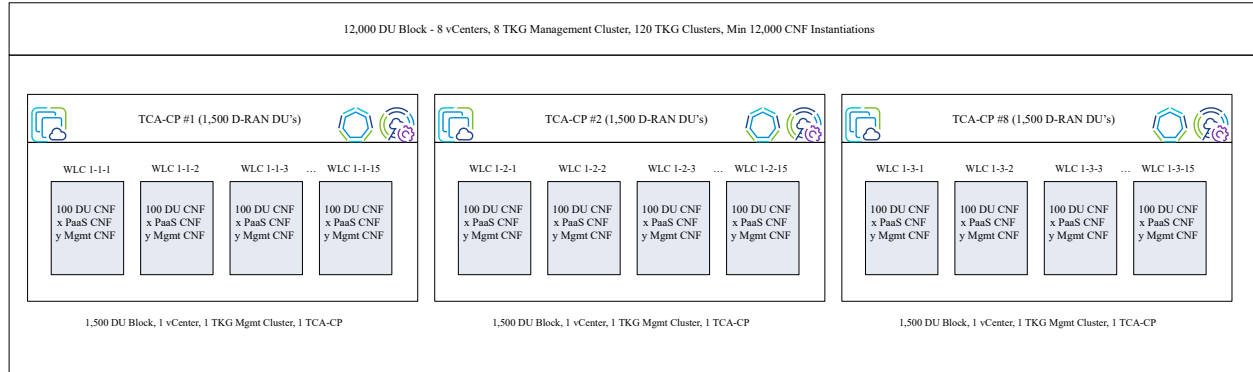 12,000 DU Block - 8 vCenters, 8 TKG Management Cluster, 120 TKG Clusters, Min 12,000 CNF Instantiations
TCA-CP #1 (1,500 D-RAN DU's)
WLC 1-1-1
WLC 1-1-2
WLC 1-1-3
...
WLC 1-1-15
100 DU CNF
x PaaS CNF
y Mgmt CNF
100 DU CNF
x PaaS CNF
y Mgmt CNF
100 DU CNF
x PaaS CNF
y Mgmt CNF
100 DU CNF
x PaaS CNF
y Mgmt CNF
1,500 DU Block, 1 vCenter, 1 TKG Mgmt Cluster, 1 TCA-CP
TCA-CP #2 (1,500 D-RAN DU's)
WLC 1-2-1
WLC 1-2-2
WLC 1-2-3
...
WLC 1-2-15
100 DU CNF
x PaaS CNF
y Mgmt CNF
100 DU CNF
x PaaS CNF
y Mgmt CNF
100 DU CNF
x PaaS CNF
y Mgmt CNF
100 DU CNF
x PaaS CNF
y Mgmt CNF
1,500 DU Block, 1 vCenter, 1 TKG Mgmt Cluster, 1 TCA-CP
TCA-CP #8 (1,500 D-RAN DU's)
WLC 1-3-1
WLC 1-3-2
WLC 1-3-3
...
WLC 1-3-15
100 DU CNF
x PaaS CNF
y Mgmt CNF
100 DU CNF
x PaaS CNF
y Mgmt CNF
100 DU CNF
x PaaS CNF
y Mgmt CNF
100 DU CNF
x PaaS CNF
y Mgmt CNF
1,500 DU Block, 1 vCenter, 1 TKG Mgmt Cluster, 1 TCA-CP